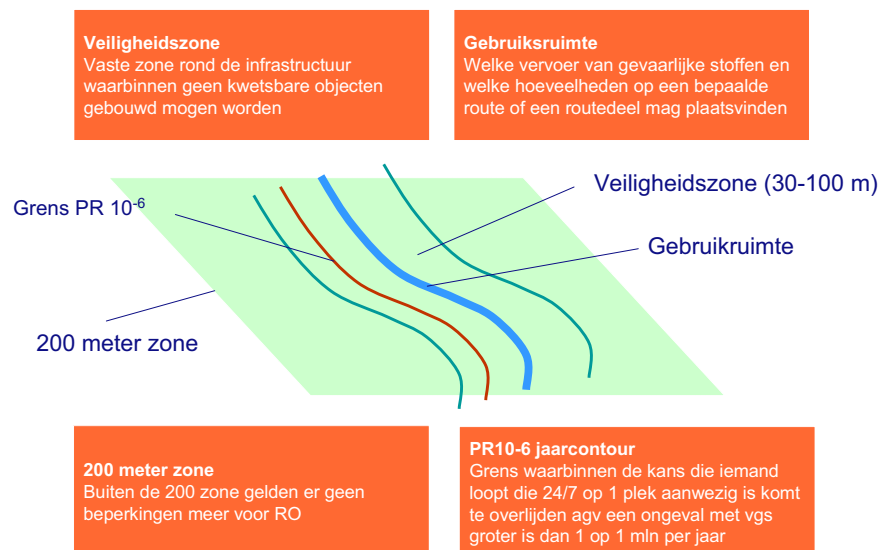 Veiligheidszone
Vaste zone rond de infrastructuur
waarbinnen geen kwetsbare objecten
gebouwd mogen worden
Gebruiksruimte
Welke vervoer van gevaarlijke stoffen en
welke hoeveelheden op een bepaalde
route of een routedeel mag plaatsvinden
Veiligheidszone (30-100 m)
Grens PR 10-6
Gebruikruimte
200 meter zone
200 meter zone
Buiten de 200 zone gelden er geen
beperkingen meer voor RO
PR10-6 jaarcontour
Grens waarbinnen de kans die iemand
loopt die 24/7 op 1 plek aanwezig is komt
te overlijden agv een ongeval met vgs
groter is dan 1 op 1 mln per jaar